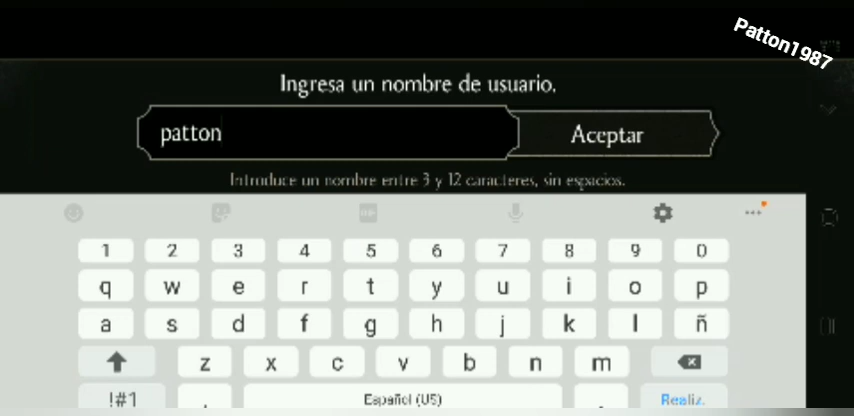 Patton1987
Ingresa un nombre de usuario.
patton
Aceptar
Introduce un nombre entre 3 y 12 caracteres, sin espacios.
GIF
1 2 3 4 5 6 7 8 9 0
q w e r t y u i o p
a s d f g h j k l ñ
z x c v b n m
!#1 , Español (US) . Realiz.